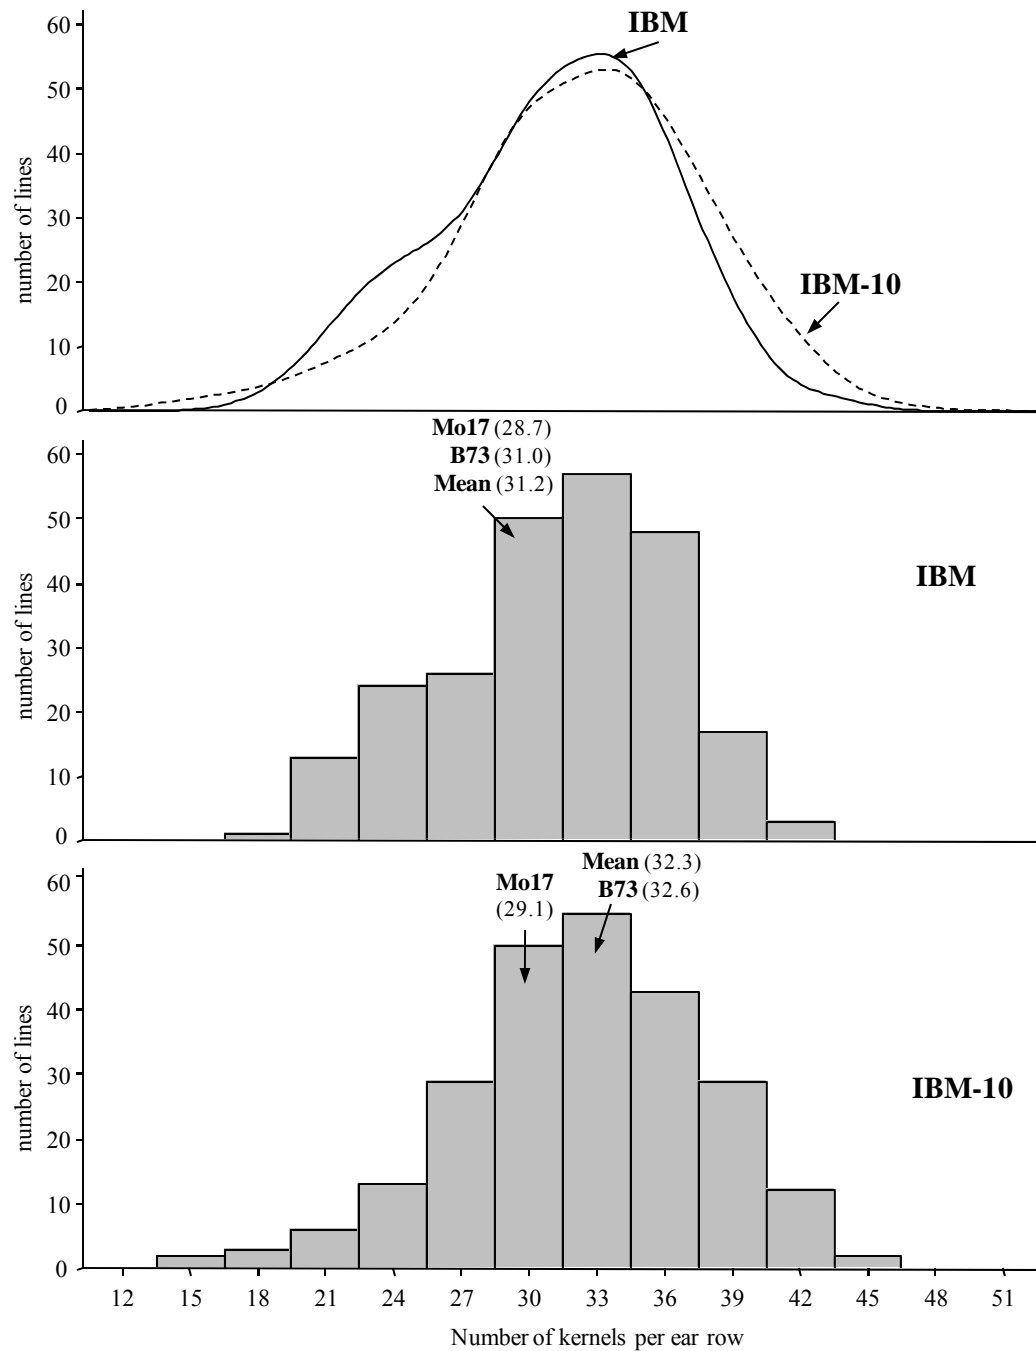 60
50
40
30
20
10
0
number of lines
IBM
IBM-10
Mo17 (28.7)
B73 (31.0)
Mean (31.2)
60
50
40
30
20
10
0
number of lines
IBM
Mean (32.3)
B73 (32.6)
Mo17
(29.1)
60
50
40
30
20
10
0
number of lines
IBM-10
12 15 18 21 24 27 30 33 36 39 42 45 48 51
Number of kernels per ear row